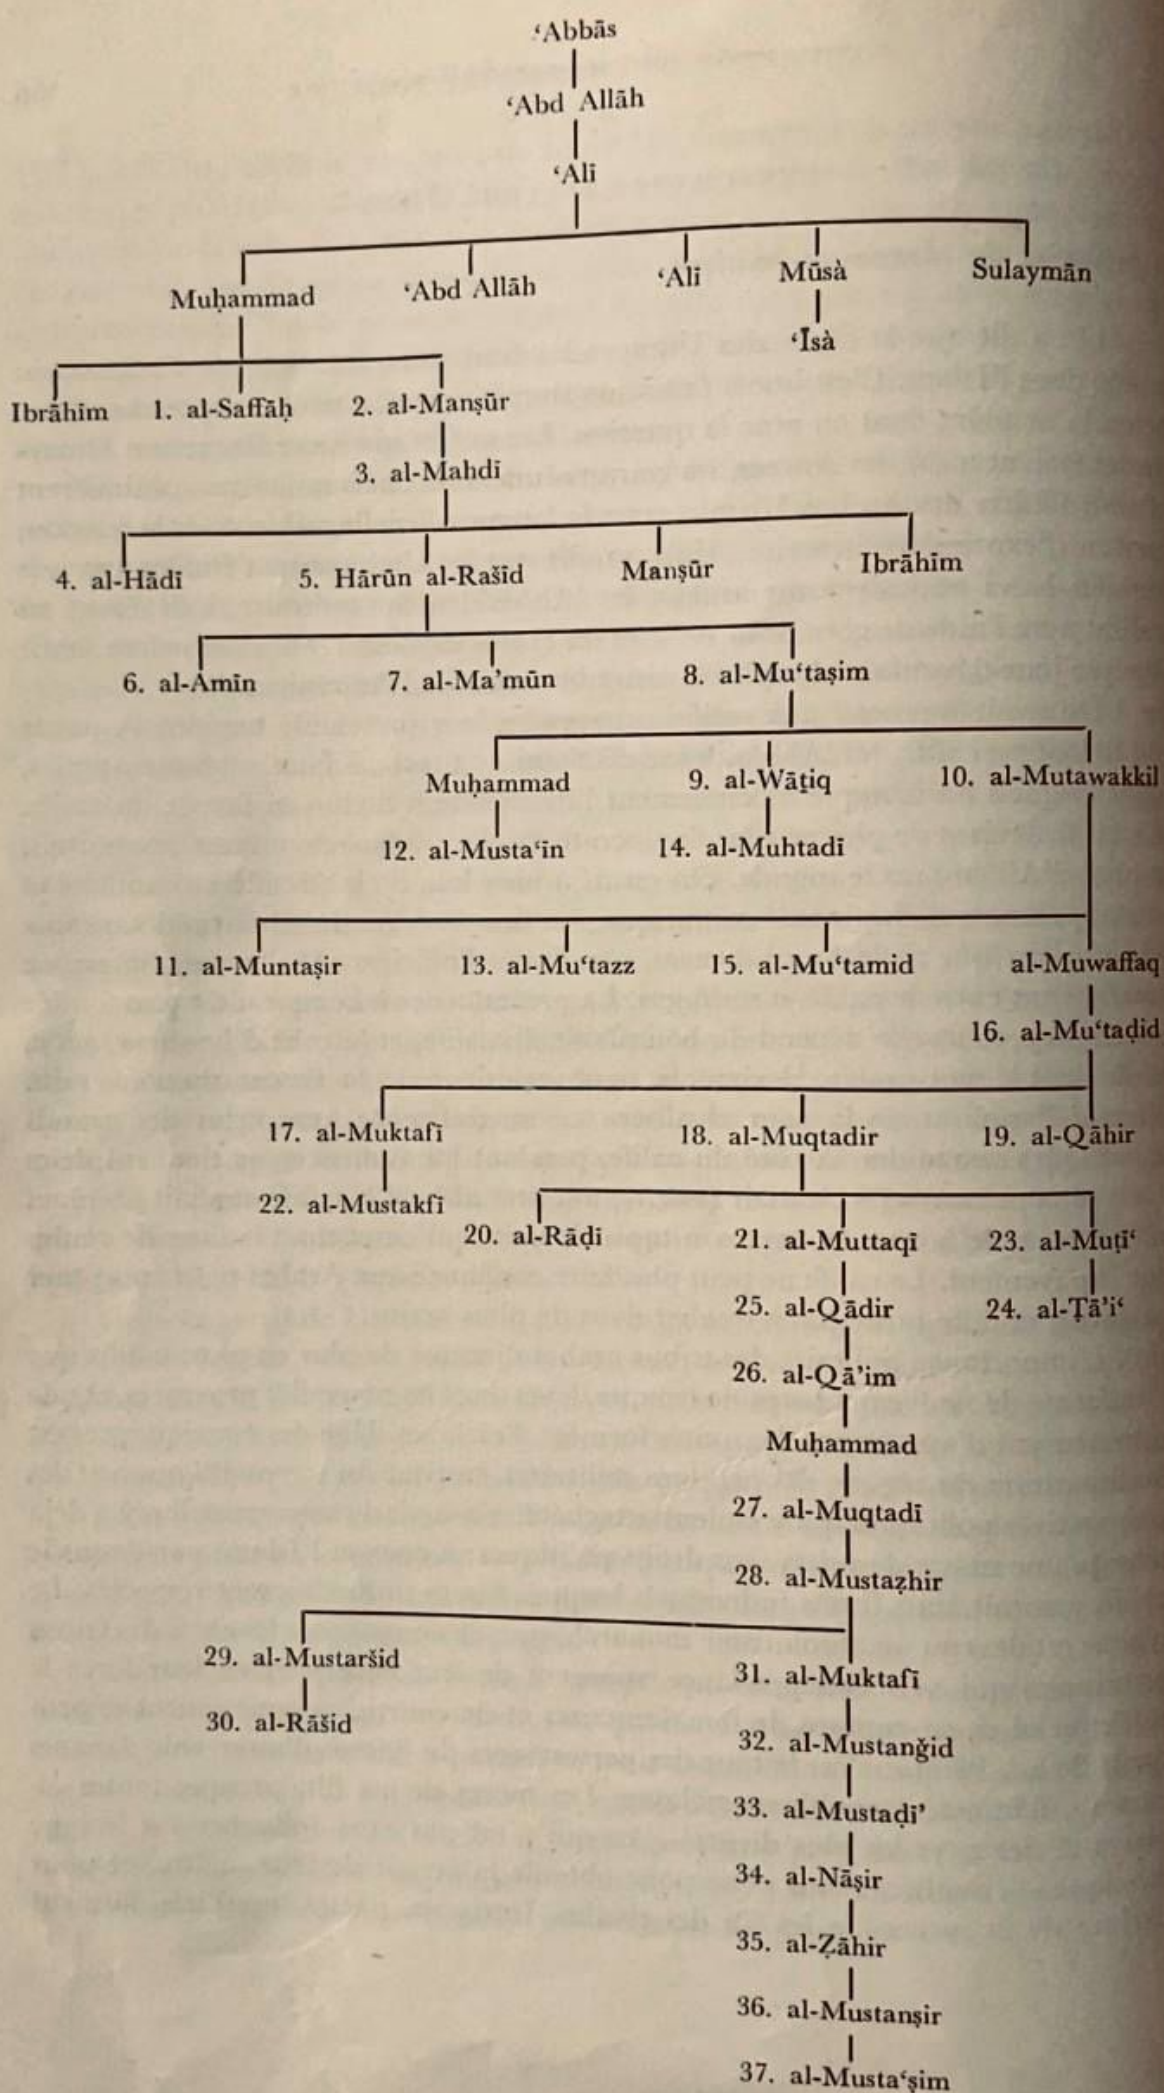 ‘Abbās
‘Abd Allāh
‘Alī
Muḥammad ‘Abd Allāh ‘Alī Mūsà Sulaymān
‘Īsà
Ibrāhīm 1. al-Saffāḥ 2. al-Manṣūr
3. al-Mahdi
4. al-Hādī 5. Hārūn al-Rašīd Manṣūr Ibrāhīm
6. al-Amīn 7. al-Ma’mūn 8. al-Mu‘taṣim
Muḥammad 9. al-Wāṯiq 10. al-Mutawakkil
12. al-Musta‘in 14. al-Muhtadī
11. al-Muntaṣir 13. al-Mu‘tazz 15. al-Mu‘tamid al-Muwaffaq
16. al-Mu‘taḍid
17. al-Muktafī 18. al-Muqtadir 19. al-Qāhir
22. al-Mustakfī 20. al-Rāḍi 21. al-Muttaqī 23. al-Muṭī‘
25. al-Qādir 24. al-Ṭā’i‘
26. al-Qā’im
Muḥammad
27. al-Muqtadī
28. al-Mustaẓhir
29. al-Mustaršid 31. al-Muktafī
30. al-Rāšid
32. al-Mustanǧid
33. al-Mustaḍī’
34. al-Nāṣir
35. al-Ẓāhir
36. al-Mustanṣir
37. al-Musta‘ṣim